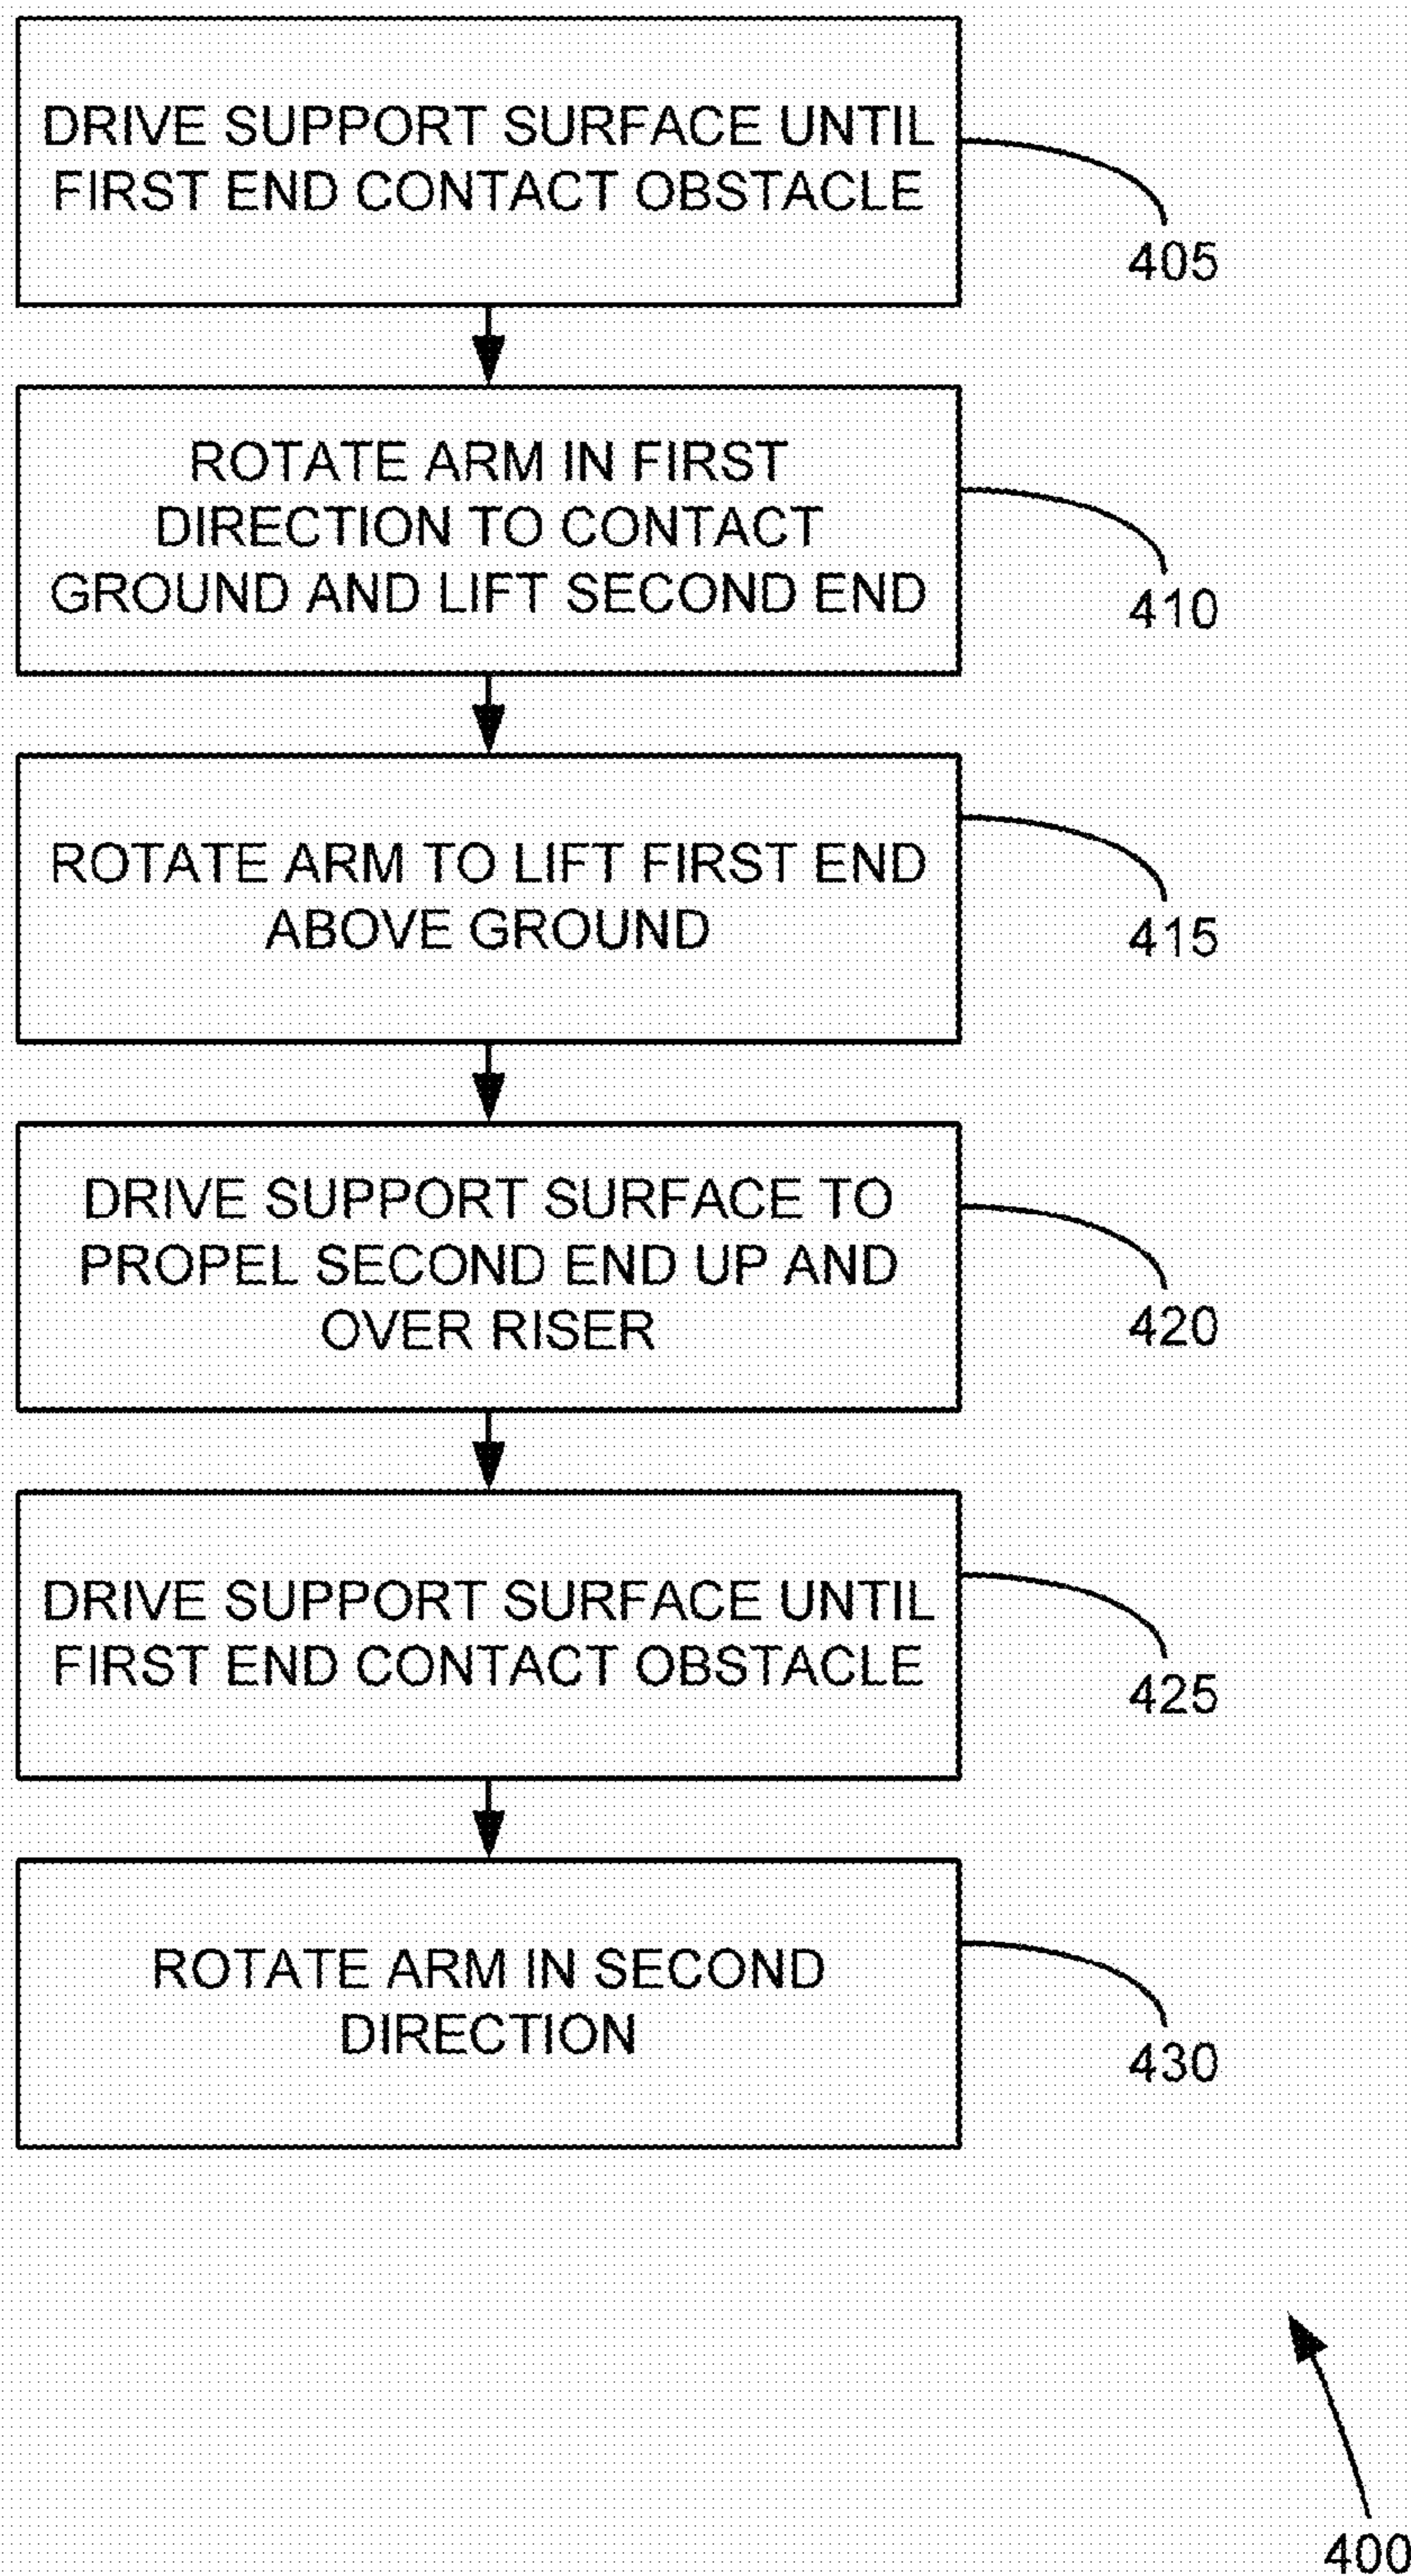 DRIVE SUPPORT SURFACE UNTIL
FIRST END CONTACT OBSTACLE
405
ROTATE ARM IN FIRST
DIRECTION TO CONTACT
GROUND AND LIFT SECOND END
410
ROTATE ARM TO LIFT FIRST END
ABOVE GROUND
415
DRIVE SUPPORT SURFACE TO
PROPEL SECOND END UP AND
OVER RISER
420
DRIVE SUPPORT SURFACE UNTIL
FIRST END CONTACT OBSTACLE
425
ROTATE ARM IN SECOND
DIRECTION
430
400